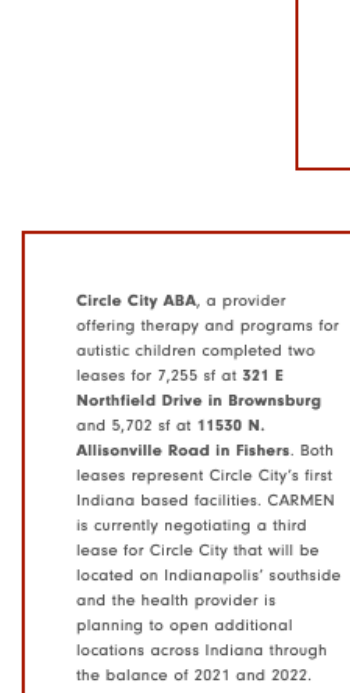 Circle City ABA, a provider
offering therapy and programs for
autistic children completed two
leases for 7,255 sf at 321 E
Northfield Drive in Brownsburg
and 5,702 sf at 11530 N.
Allisonville Road in Fishers. Both
leases represent Circle City's first
Indiana based facilities. CARMEN
is currently negotiating a third
lease for Circle City that will be
located on Indianapolis' southside
and the health provider is
planning to open additional
locations across Indiana through
the balance of 2021 and 2022.